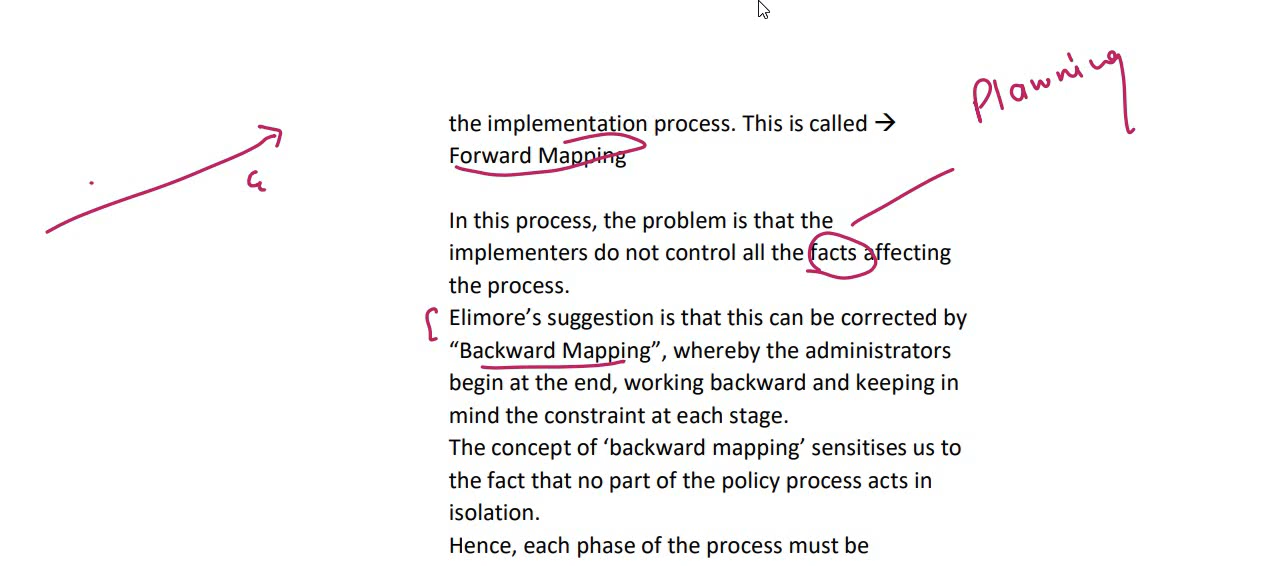 Planning
the implementation process. This is called →
Forward Mapping
G
In this process, the problem is that the
implementers do not control all the facts affecting
the process.
Elimore’s suggestion is that this can be corrected by
“Backward Mapping”, whereby the administrators
begin at the end, working backward and keeping in
mind the constraint at each stage.
The concept of ‘backward mapping’ sensitises us to
the fact that no part of the policy process acts in
isolation.
Hence, each phase of the process must be